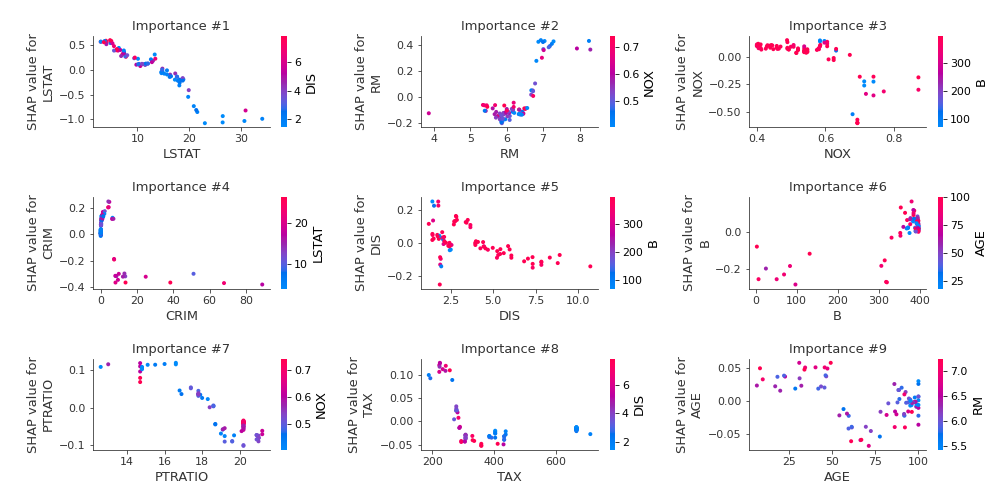 Importance #1
Importance #2
Importance #3
SHAP value for
LSTAT
0.5
0.0
−0.5
−1.0
10
20
30
LSTAT
6
4
2
DIS
SHAP value for
RM
0.4
0.2
0.0
−0.2
4
5
6
7
8
RM
0.7
0.6
0.5
NOX
SHAP value for
NOX
0.00
−0.25
−0.50
0.4
0.6
0.8
NOX
300
200
100
B
Importance #4
Importance #5
Importance #6
SHAP value for
CRIM
0.2
0.0
−0.2
−0.4
0
20
40
60
80
CRIM
20
10
LSTAT
SHAP value for
DIS
0.2
0.0
−0.2
2.5
5.0
7.5
10.0
DIS
300
200
100
B
SHAP value for
B
0.0
−0.2
0
100
200
300
400
B
100
75
50
25
AGE
Importance #7
Importance #8
Importance #9
SHAP value for
PTRATIO
0.1
0.0
−0.1
14
16
18
20
PTRATIO
0.7
0.6
0.5
NOX
SHAP value for
TAX
0.10
0.05
0.00
−0.05
200
400
600
TAX
6
4
2
DIS
SHAP value for
AGE
0.05
0.00
−0.05
25
50
75
100
AGE
7.0
6.5
6.0
5.5
RM